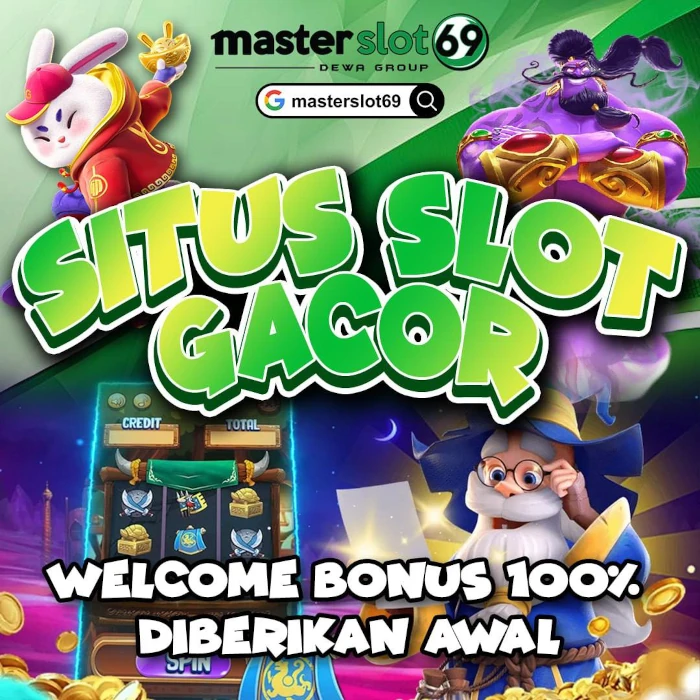 masterslot69
DEWA GROUP
masterslot69
SITUS SLOT
GACOR
CREDIT
TOTAL
WELCOME BONUS 100%
DIBERIKAN AWAL
SPIN